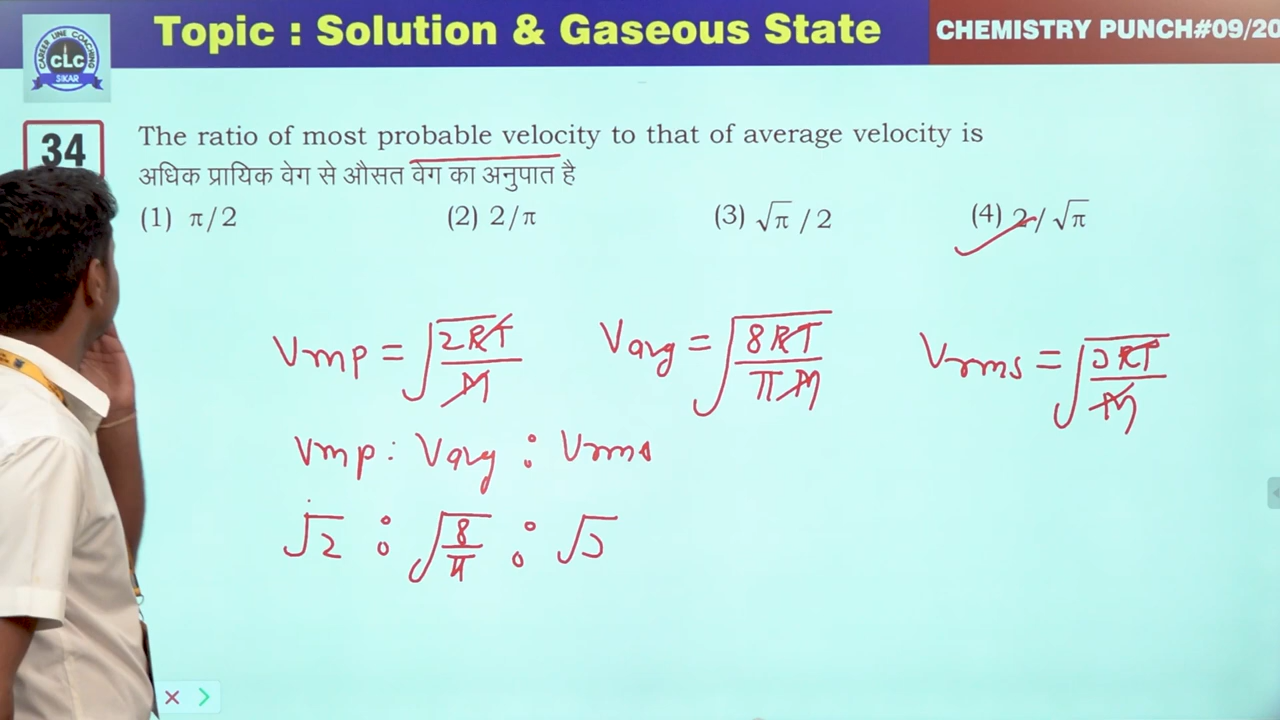 Topic : Solution & Gaseous State
CHEMISTRY PUNCH#09/20
CAREER LINE COACHING
CLC
SIKAR
34
The ratio of most probable velocity to that of average velocity is
अधिक प्रायिक वेग से औसत वेग का अनुपात है
(1) π/2 (2) 2/π (3) √π /2 (4) 2/√π
Vmp = √(2RT/M) Vavg = √(8RT/πM) Vrms = √(3RT/M)
Vmp : Vavg : Vrms
√2 : √(8/π) : √3